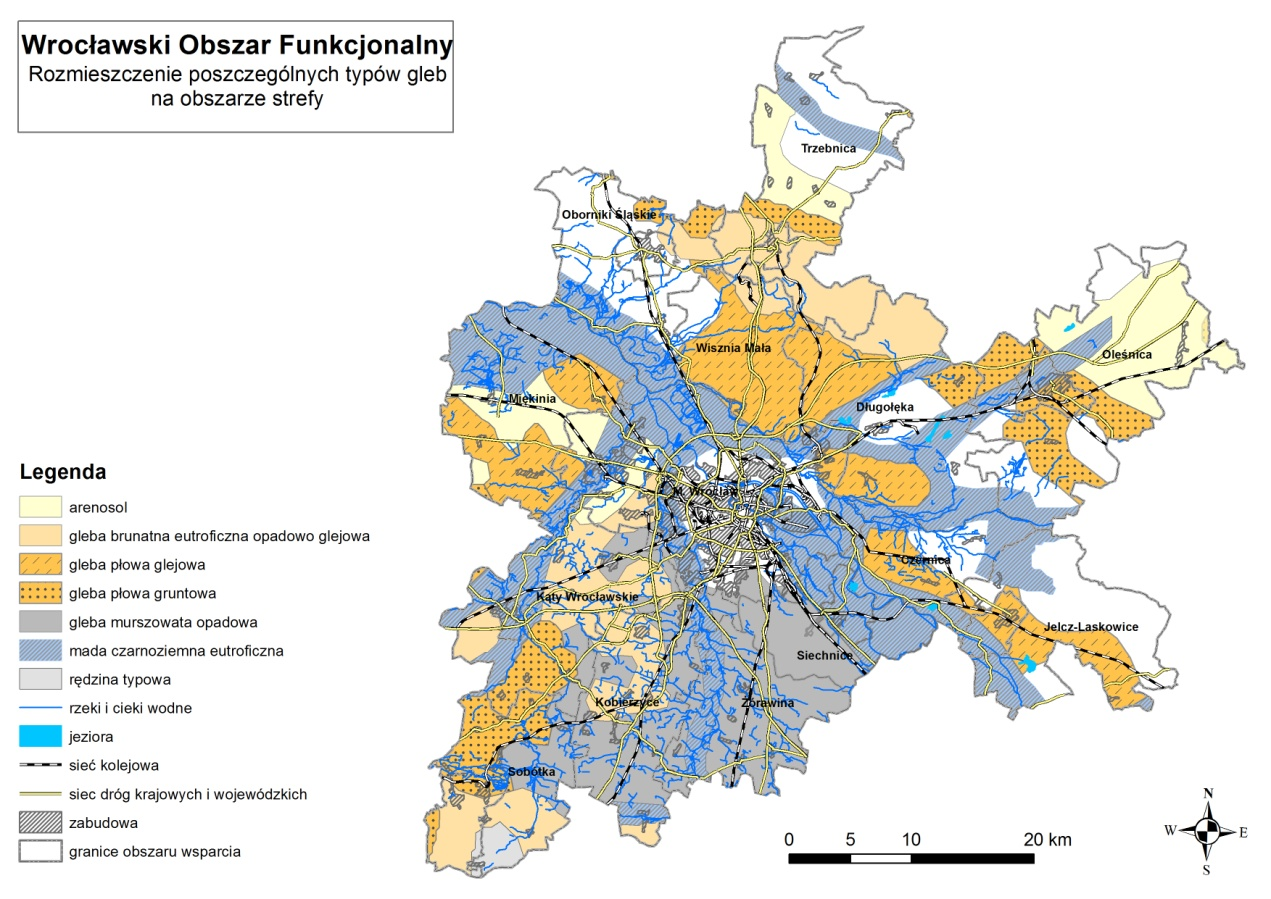 Wrocławski Obszar Funkcjonalny
Rozmieszczenie poszczególnych typów gleb
na obszarze strefy
Trzebnica
Oborniki Śląskie
Wisznia Mała
Oleśnica
Miękinia
Długołęka
M. Wrocław
Czernica
Kąty Wrocławskie
Jelcz-Laskowice
Siechnice
Kobierzyce
Żórawina
Sobótka
Legenda
arenosol
gleba brunatna eutroficzna opadowo glejowa
gleba płowa glejowa
gleba płowa gruntowa
gleba murszowata opadowa
mada czarnoziemna eutroficzna
rędzina typowa
rzeki i cieki wodne
jeziora
sieć kolejowa
siec dróg krajowych i wojewódzkich
zabudowa
granice obszaru wsparcia
0 5 10 20 km
N
W E
S